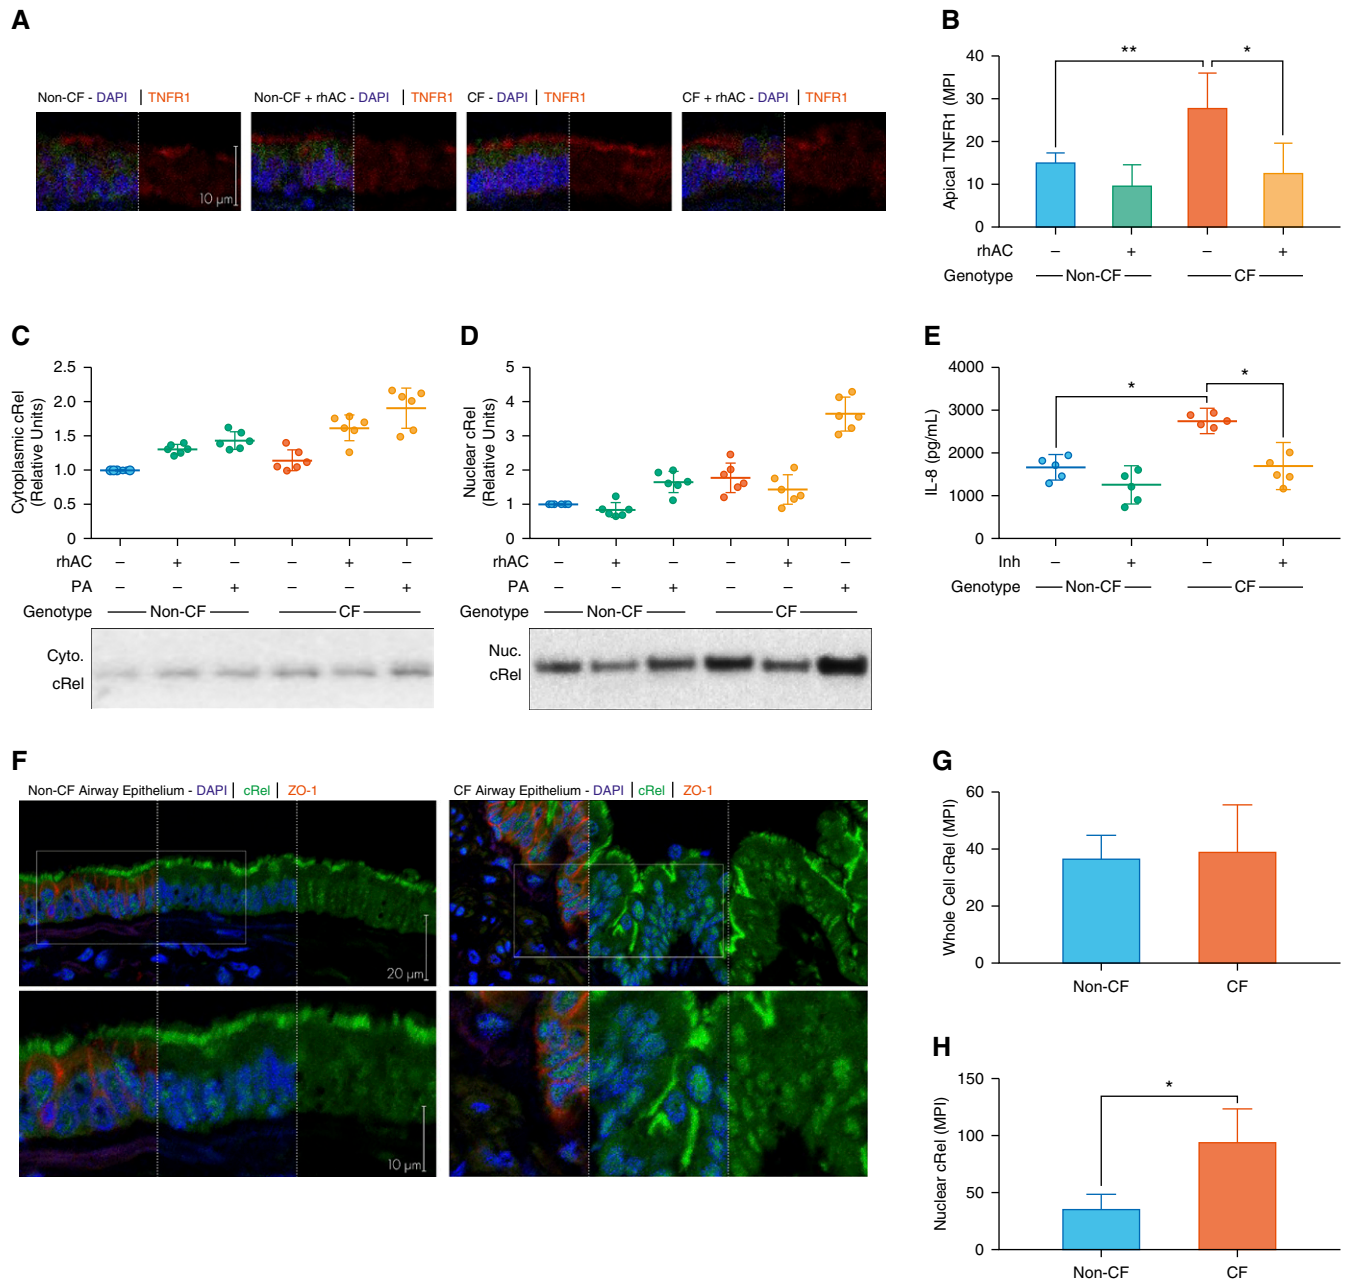 A
Non-CF - DAPI | TNFR1
Non-CF + rhAC - DAPI | TNFR1
CF - DAPI | TNFR1
CF + rhAC - DAPI | TNFR1
10 µm
B
Apical TNFR1 (MPI
40
30
20
10
0
** *
rhAC – + – +
Genotype Non-CF CF
C
Cytoplasmic cRel
(Relative Units)
2.5
2.0
1.5
1.0
0.5
0
rhAC – + – – + –
PA – – + – – +
Genotype Non-CF CF
Cyto.
cRel
D
Nuclear cRel
(Relative Units)
5
4
3
2
1
0
rhAC – + – – + –
PA – – + – – +
Genotype Non-CF CF
Nuc.
cRel
E
IL-8 (pg/mL)
4000
3000
2000
1000
0
* *
Inh – + – +
Genotype Non-CF CF
F
Non-CF Airway Epithelium - DAPI | cRel | ZO-1
CF Airway Epithelium - DAPI | cRel | ZO-1
20 µm
10 µm
G
Whole Cell cRel (MPI)
60
40
20
0
Non-CF CF
H
Nuclear cRel (MPI)
150
100
50
0
*
Non-CF CF